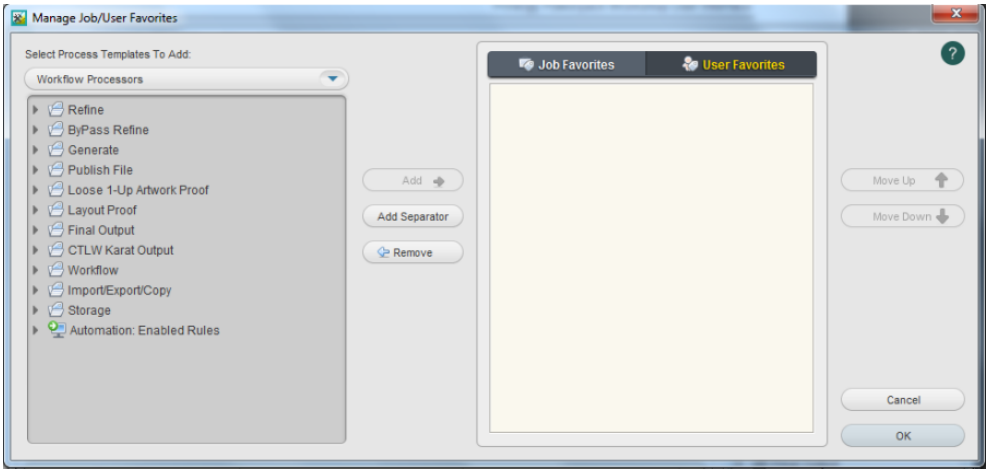 Manage Job/User Favorites
Select Process Templates To Add:
Workflow Processors
Refine
ByPass Refine
Generate
Publish File
Loose 1-Up Artwork Proof
Layout Proof
Final Output
CTLW Karat Output
Workflow
Import/Export/Copy
Storage
Automation: Enabled Rules
Add
Add Separator
Remove
Job Favorites
User Favorites
?
Move Up
Move Down
Cancel
OK